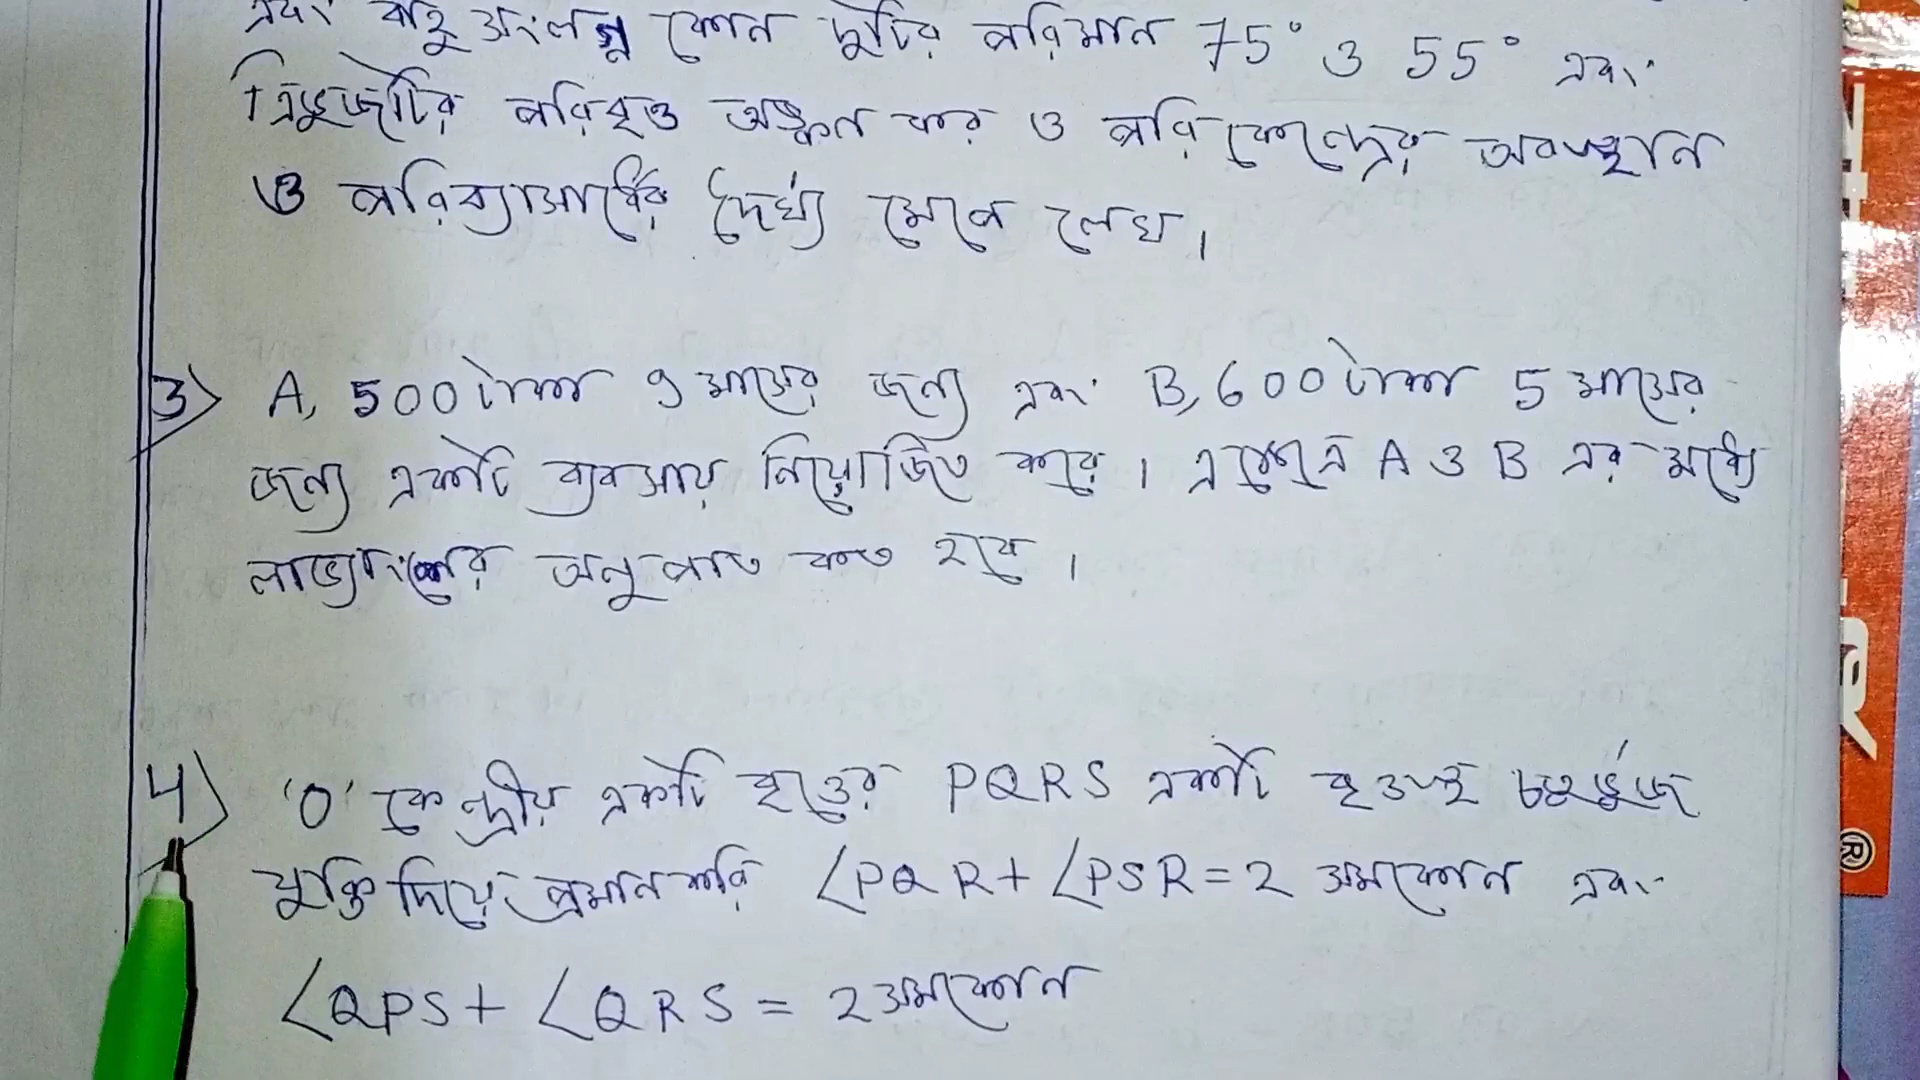 এবং বাহু সংলগ্ন কোন দুটির পরিমান 75° ও 55° এবং
ত্রিভুজটির পরিবৃত্ত অঙ্কন কর ও পরিকেন্দ্রের অবস্থান
ও পরিব্যাসার্ধের দৈর্ঘ্য মেপে লেখ।
3) A, 500 টাকা 9 মাসের জন্য এবং B, 600 টাকা 5 মাসের
জন্য একটি ব্যবসায় নিয়োজিত করে। এক্ষেত্রে A ও B এর মধ্যে
লাভ্যাংশের অনুপাত কত হবে।
4) 'O' কেন্দ্রীয় একটি বৃত্তের PQRS একটি বৃত্তস্থ চতুর্ভুজ
যুক্তি দিয়ে প্রমান করি ∠PQR + ∠PSR = 2 সমকোন এবং
∠QPS + ∠QRS = 2 সমকোন
®